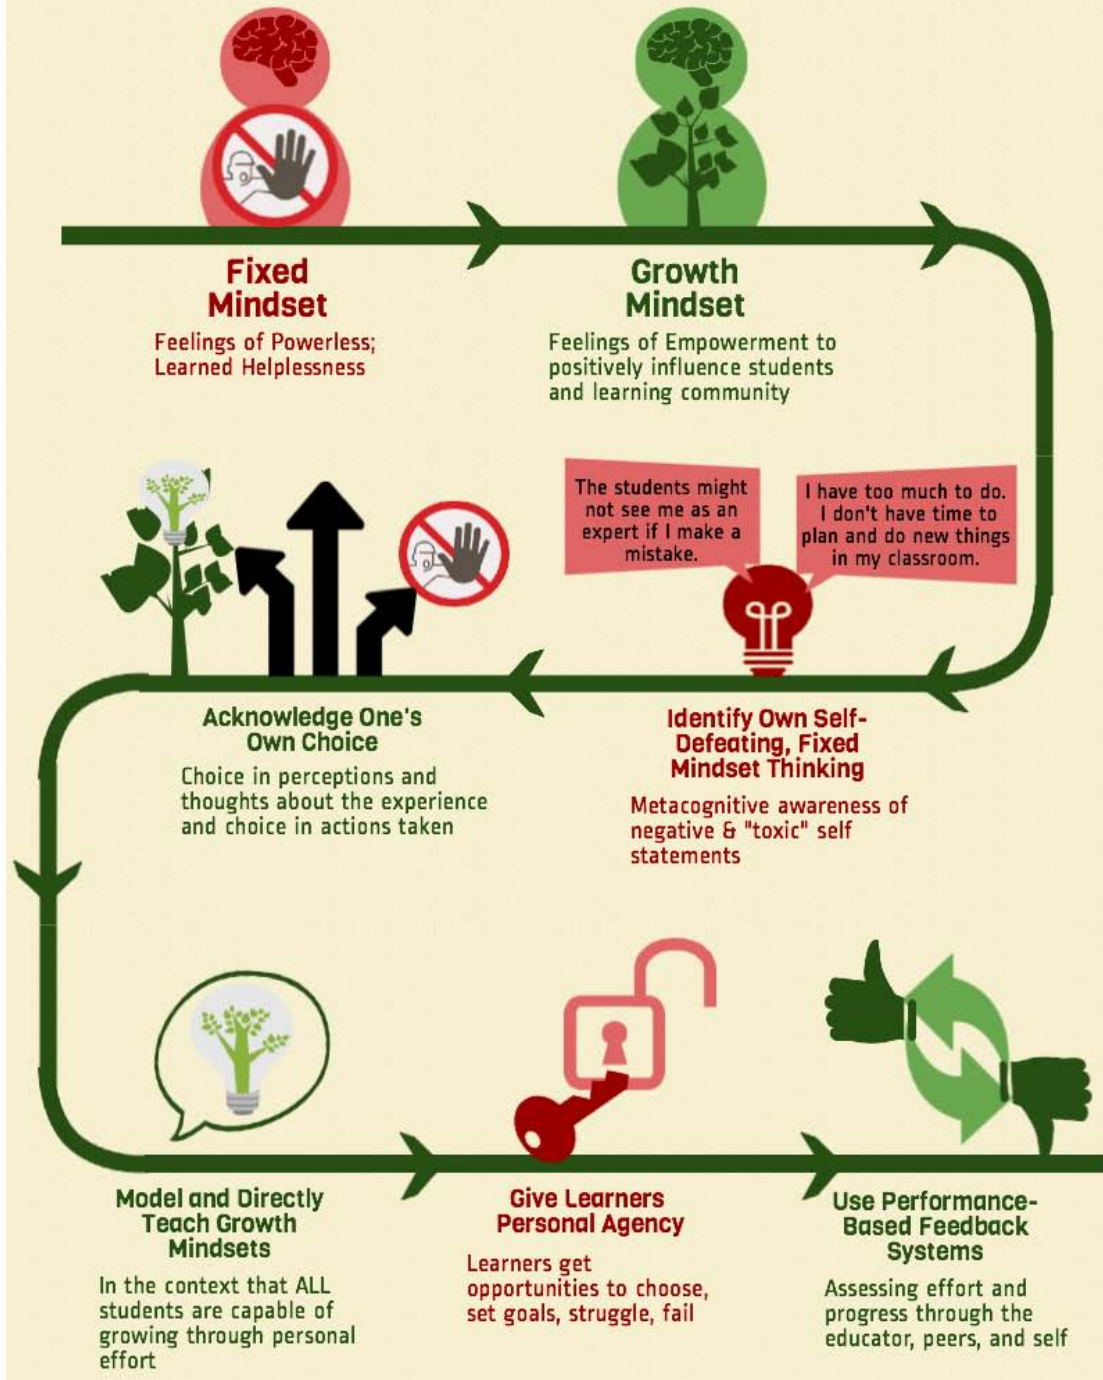 Fixed
Mindset
Feelings of Powerless;
Learned Helplessness
Growth
Mindset
Feelings of Empowerment to
positively influence students
and learning community
The students might
not see me as an
expert if I make a
mistake.
I have too much to do.
I don't have time to
plan and do new things
in my classroom.
Identify Own Self-
Defeating, Fixed
Mindset Thinking
Metacognitive awareness of
negative & "toxic" self
statements
Acknowledge One's
Own Choice
Choice in perceptions and
thoughts about the experience
and choice in actions taken
Model and Directly
Teach Growth
Mindsets
In the context that ALL
students are capable of
growing through personal
effort
Give Learners
Personal Agency
Learners get
opportunities to choose,
set goals, struggle, fail
Use Performance-
Based Feedback
Systems
Assessing effort and
progress through the
educator, peers, and self